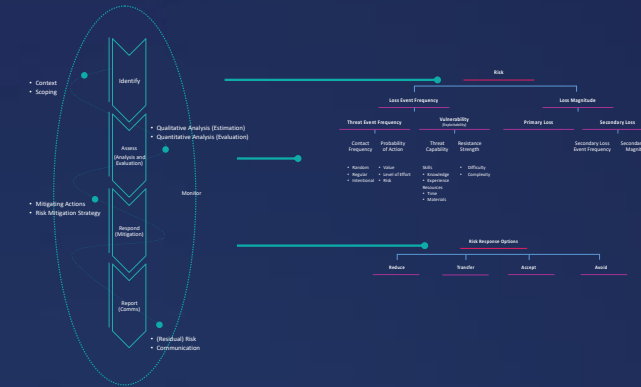 Identify
• Context
• Scoping
• Qualitative Analysis (Estimation)
• Quantitative Analysis (Evaluation)
Assess
(Analysis and
Evaluation)
Monitor
• Mitigating Actions
• Risk Mitigation Strategy
Respond
(Mitigation)
Report
(Comms)
• (Residual) Risk
• Communication
Risk
Loss Event Frequency
Loss Magnitude
Threat Event Frequency
Vulnerability
(Exploitability)
Primary Loss
Secondary Loss
Contact
Frequency
Probability
of Action
Threat
Capability
Resistance
Strength
Secondary Loss
Event Frequency
Secondary
Magnit
• Random
• Regular
• Intentional
• Value
• Level of Effort
• Risk
Skills
• Knowledge
• Experience
Resources
• Time
• Materials
• Difficulty
• Complexity
Risk Response Options
Reduce
Transfer
Accept
Avoid